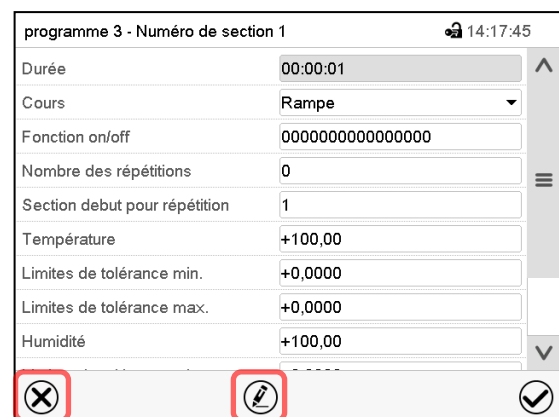 programme 3 - Numéro de section 1 14:17:45
Durée 00:00:01
Cours Rampe
Fonction on/off 0000000000000000
Nombre des répétitions 0
Section debut pour répétition 1
Température +100,00
Limites de tolérance min. +0,0000
Limites de tolérance max. +0,0000
Humidité +100,00